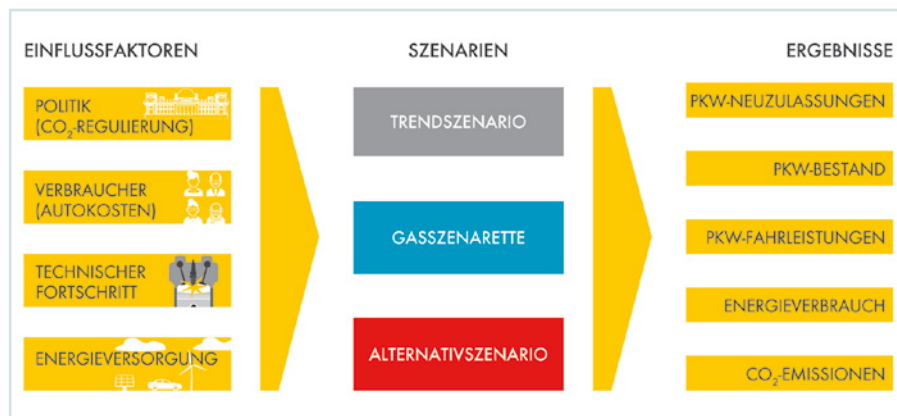 EINFLUSSFAKTOREN
POLITIK
(CO₂-REGULIERUNG)
VERBRAUCHER
(AUTOKOSTEN)
TECHNISCHER
FORTSCHRITT
ENERGIEVERSORGUNG
SZENARIEN
TRENDSZENARIO
GASSZENARETTE
ALTERNATIVSZENARIO
ERGEBNISSE
PKW-NEUZULASSUNGEN
PKW-BESTAND
PKW-FAHRLEISTUNGEN
ENERGIEVERBRAUCH
CO₂-EMISSIONEN